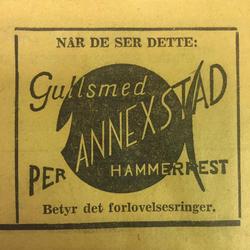 NÅR DE SER DETTE:
Gullsmed
ANNEXSTAD
PER HAMMERFEST
Betyr det forlovelsesringer.